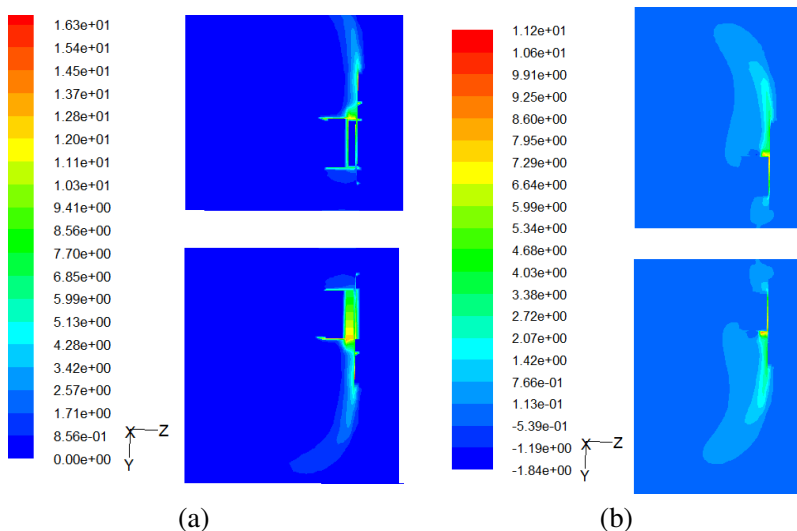 1.63e+01
1.54e+01
1.45e+01
1.37e+01
1.28e+01
1.20e+01
1.11e+01
1.03e+01
9.41e+00
8.56e+00
7.70e+00
6.85e+00
5.99e+00
5.13e+00
4.28e+00
3.42e+00
2.57e+00
1.71e+00
8.56e-01
0.00e+00
X Z
Y
(a)
1.12e+01
1.06e+01
9.91e+00
9.25e+00
8.60e+00
7.95e+00
7.29e+00
6.64e+00
5.99e+00
5.34e+00
4.68e+00
4.03e+00
3.38e+00
2.72e+00
2.07e+00
1.42e+00
7.66e-01
1.13e-01
-5.39e-01
-1.19e+00
-1.84e+00
X Z
Y
(b)